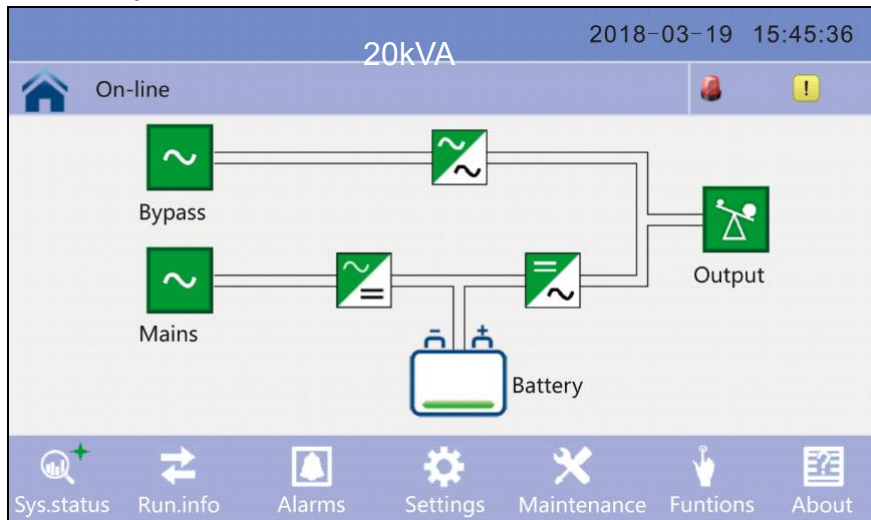 2018-03-19 15:45:36
20kVA
On-line
!
Bypass
Output
Mains
Battery
Sys.status Run.info Alarms Settings Maintenance Funtions About